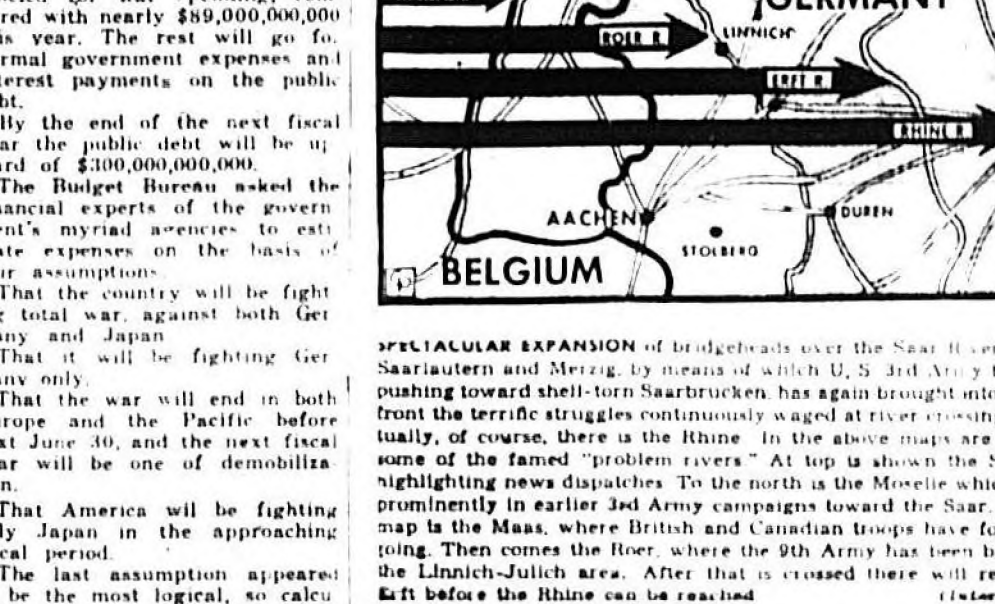 ered with nearly $89,000,000,000
is year. The rest will go fo.
rmal government expenses and
terest payments on the public
bt.
By the end of the next fiscal
ar the public debt will be up
ard of $300,000,000,000.
The Budget Bureau asked the
nancial experts of the govern
ent's myriad agencies to esti
ate expenses on the basis of
ur assumptions.
That the country will be fight
g total war, against both Ger
any and Japan
That it will be fighting Ger
any only.
That the war will end in both
urope and the Pacific before
xt June 30, and the next fiscal
ar will be one of demobiliza
n.
That America wil be fighting
ly Japan in the approaching
cal period.
The last assumption appeared
be the most logical, so calcu
GERMANY
ROER R.
LINNICH
ERFT R.
RHINE R.
AACHEN
DUREN
STOLBERG
BELGIUM
SPECTACULAR EXPANSION of bridgeheads over the Saar River
Saarlautern and Merzig, by means of which U. S. 3rd Army
pushing toward shell-torn Saarbrucken, has again brought into
front the terrific struggles continuously waged at river crossin
tually, of course, there is the Rhine. In the above maps are
some of the famed "problem rivers." At top is shown the S
highlighting news dispatches. To the north is the Moselle whic
prominently in earlier 3rd Army campaigns toward the Saar.
map is the Maas, where British and Canadian troops have fo
going. Then comes the Roer, where the 9th Army has been b
the Linnich-Julich area. After that is crossed there will re
Erft before the Rhine can be reached